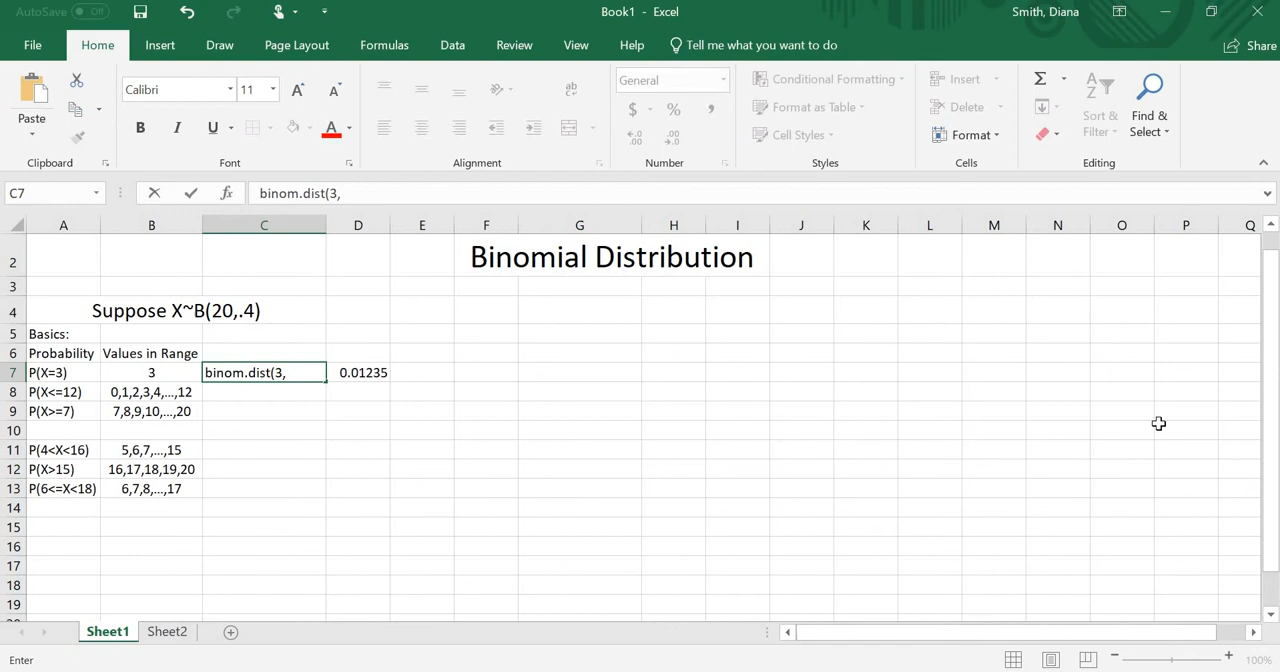 AutoSave Off Book1 - Excel Smith, Diana
File Home Insert Draw Page Layout Formulas Data Review View Help Tell me what you want to do Share
Paste Calibri 11 B I U A ab c General $ % , Conditional Formatting Format as Table Cell Styles Insert Delete Format Σ Sort & Filter Find & Select
Clipboard Font Alignment Number Styles Cells Editing
C7 fx binom.dist(3,
A B C D E F G H I J K L M N O P Q
2 Binomial Distribution
3
4 Suppose X~B(20,.4)
5 Basics:
6 Probability Values in Range
7 P(X=3) 3 binom.dist(3, 0.01235
8 P(X<=12) 0,1,2,3,4,...,12
9 P(X>=7) 7,8,9,10,...,20
10
11 P(4<X<16) 5,6,7,...,15
12 P(X>15) 16,17,18,19,20
13 P(6<=X<18) 6,7,8,...,17
14
15
16
17
18
19
Sheet1 Sheet2
Enter 100%